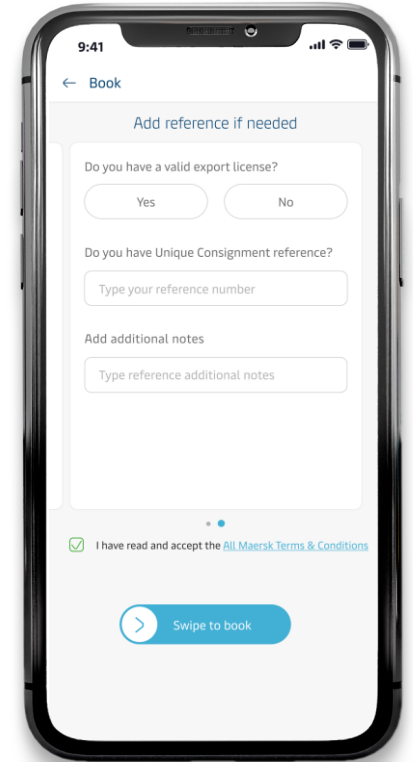 9:41
Book
Add reference if needed
Do you have a valid export license?
Yes No
Do you have Unique Consignment reference?
Type your reference number
Add additional notes
Type reference additional notes
I have read and accept the All Maersk Terms & Conditions
Swipe to book